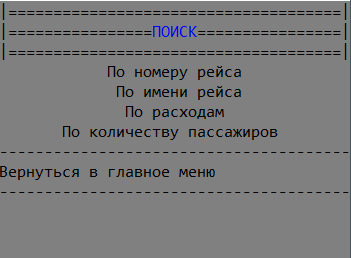 |=====================================|
|================ПОИСК================|
|=====================================|
По номеру рейса
По имени рейса
По расходам
По количеству пассажиров
---------------------------------------
Вернуться в главное меню
---------------------------------------